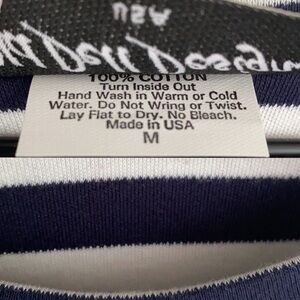 USA
100% COTTON
Turn Inside Out
Hand Wash in Warm or Cold
Water. Do Not Wring or Twist.
Lay Flat to Dry. No Bleach.
Made in USA
M